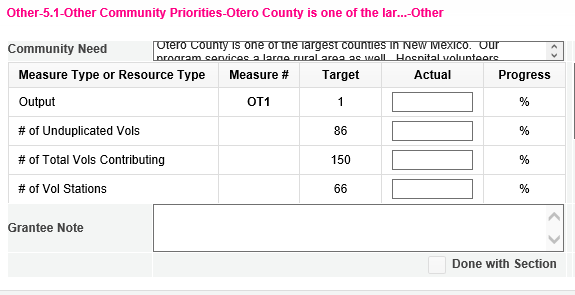 Other-5.1-Other Community Priorities-Otero County is one of the lar...-Other
Community Need
Otero County is one of the largest counties in New Mexico. Our
program services a large rural area as well. Hospital volunteers
Measure Type or Resource Type Measure # Target Actual Progress
Output OT1 1 %
# of Unduplicated Vols 86 %
# of Total Vols Contributing 150 %
# of Vol Stations 66 %
Grantee Note
Done with Section